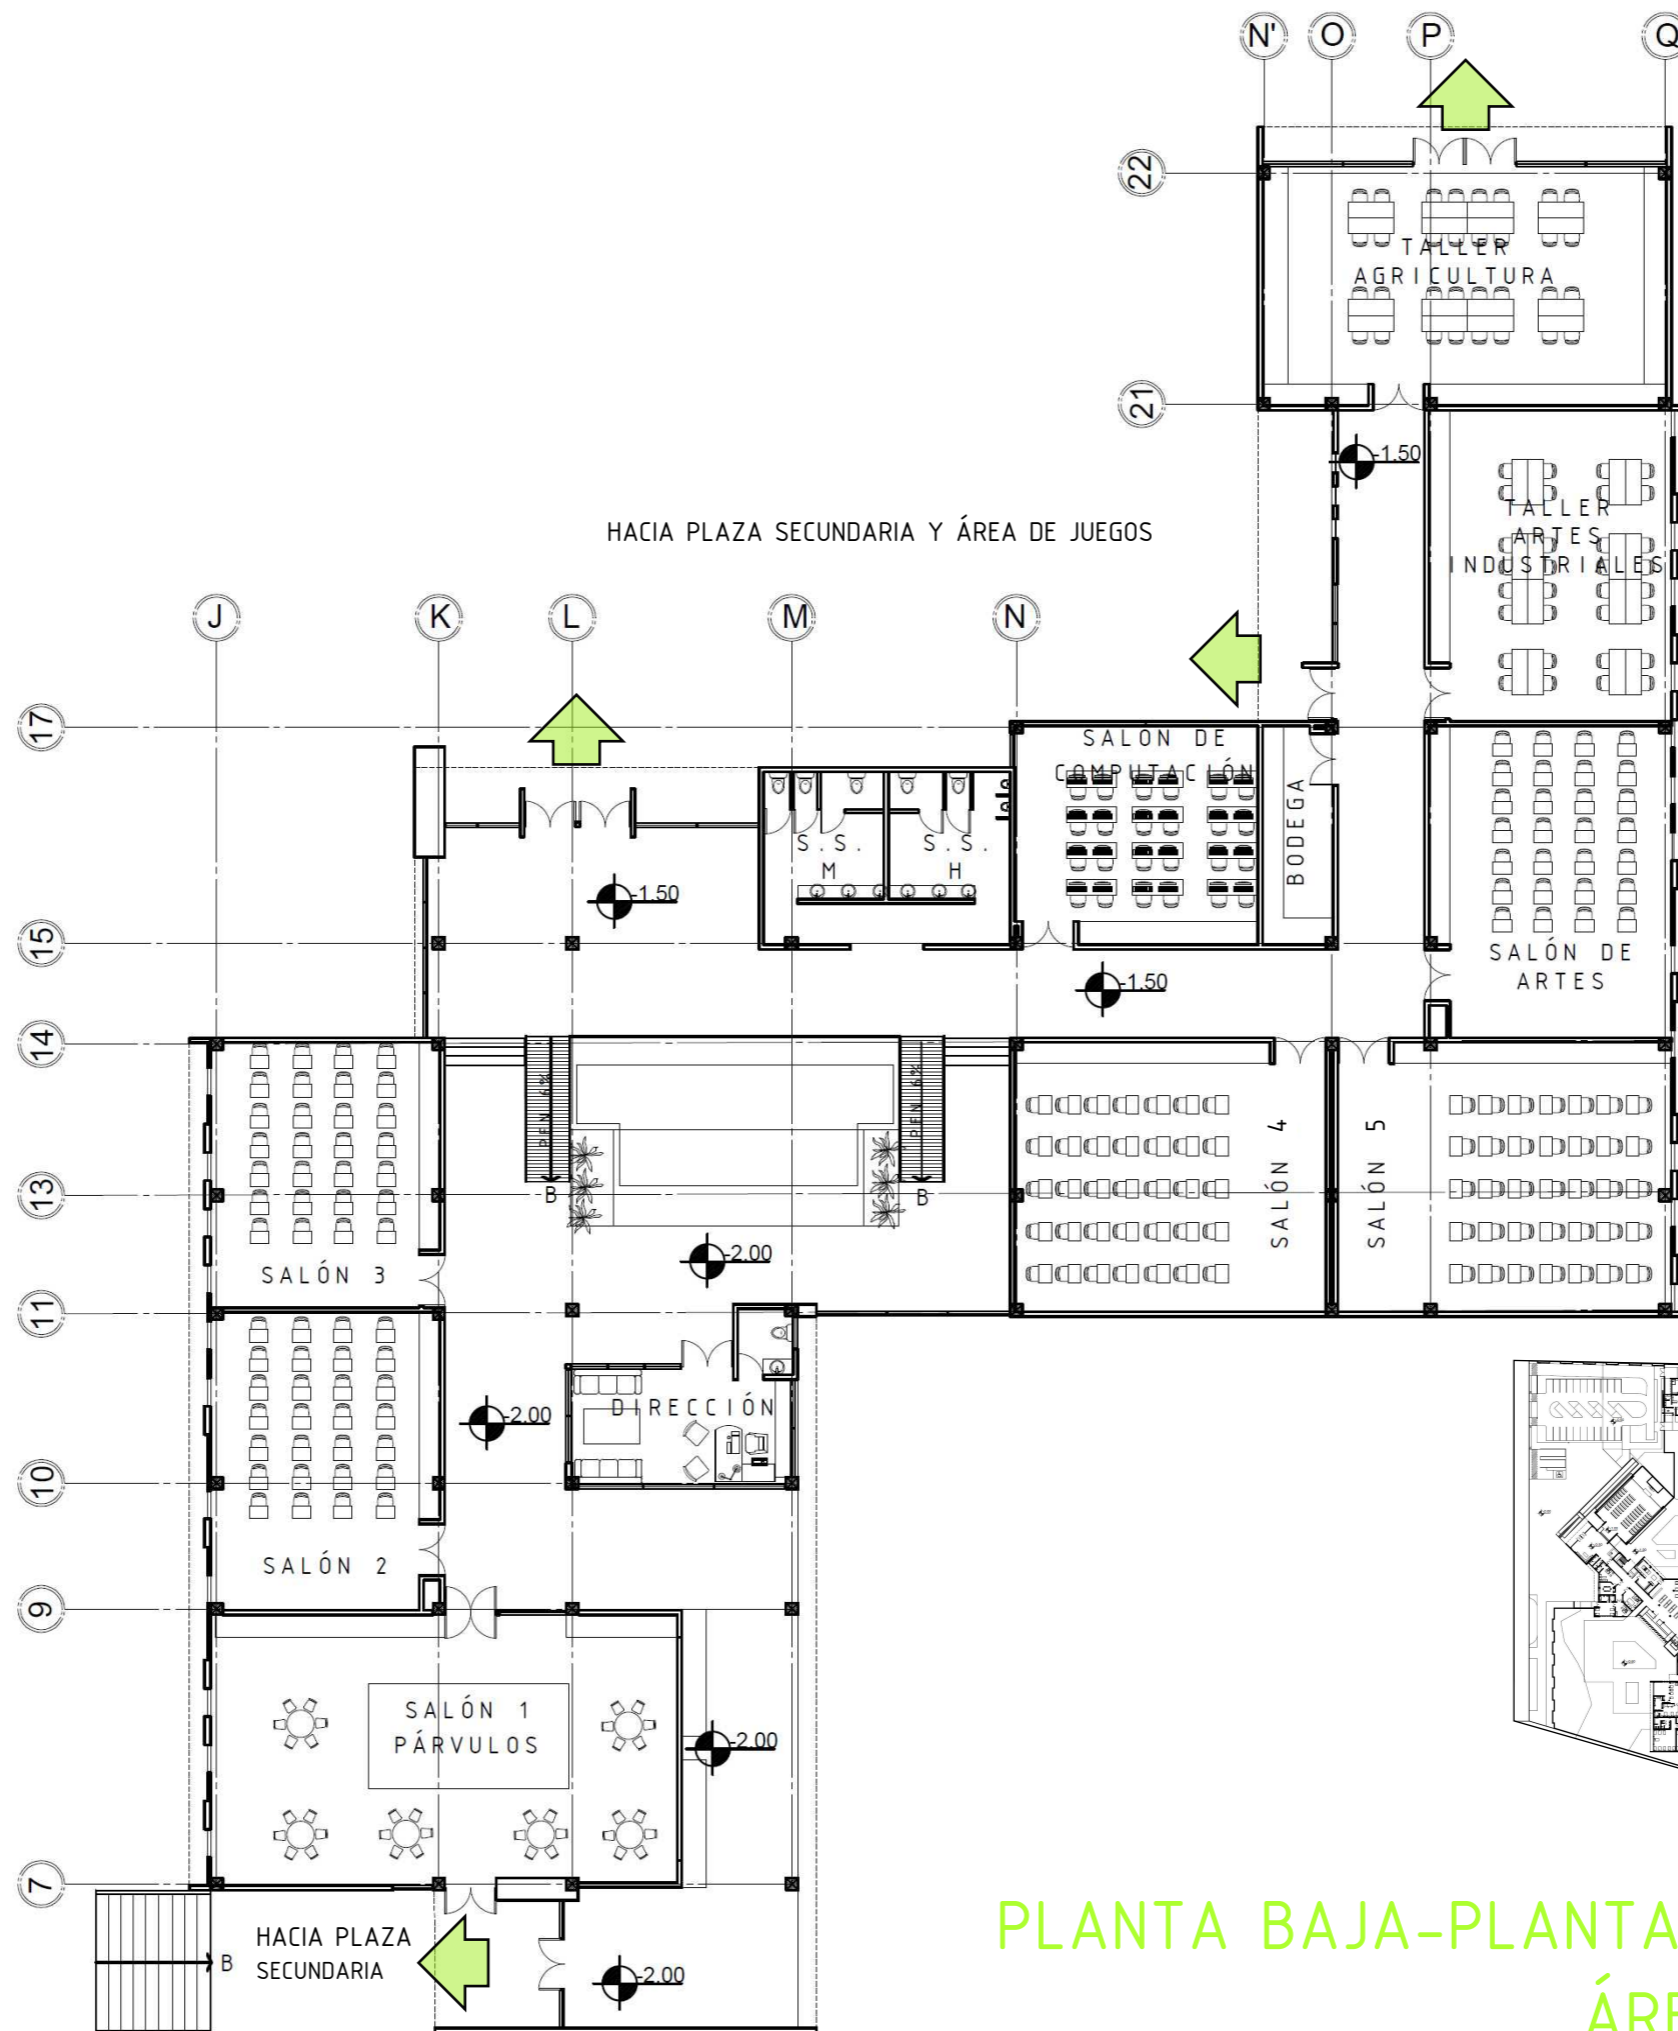 N' O P Q
22
TALLER
AGRICULTURA
21
-1.50
HACIA PLAZA SECUNDARIA Y ÁREA DE JUEGOS
TALLER
ARTES
INDUSTRIALES
J K L M N
17
SALÓN DE
COMPUTACIÓN
BODEGA
S.S.
M
S.S.
H
-1.50
15
SALÓN DE
ARTES
-1.50
14
PEN 6%
PEN 6%
SALÓN 4
SALÓN 5
13
B
B
-2.00
SALÓN 3
11
DIRECCIÓN
-2.00
10
SALÓN 2
9
SALÓN 1
PÁRVULOS
-2.00
7
HACIA PLAZA
SECUNDARIA
B
-2.00
PLANTA BAJA-PLANTA
ÁRE